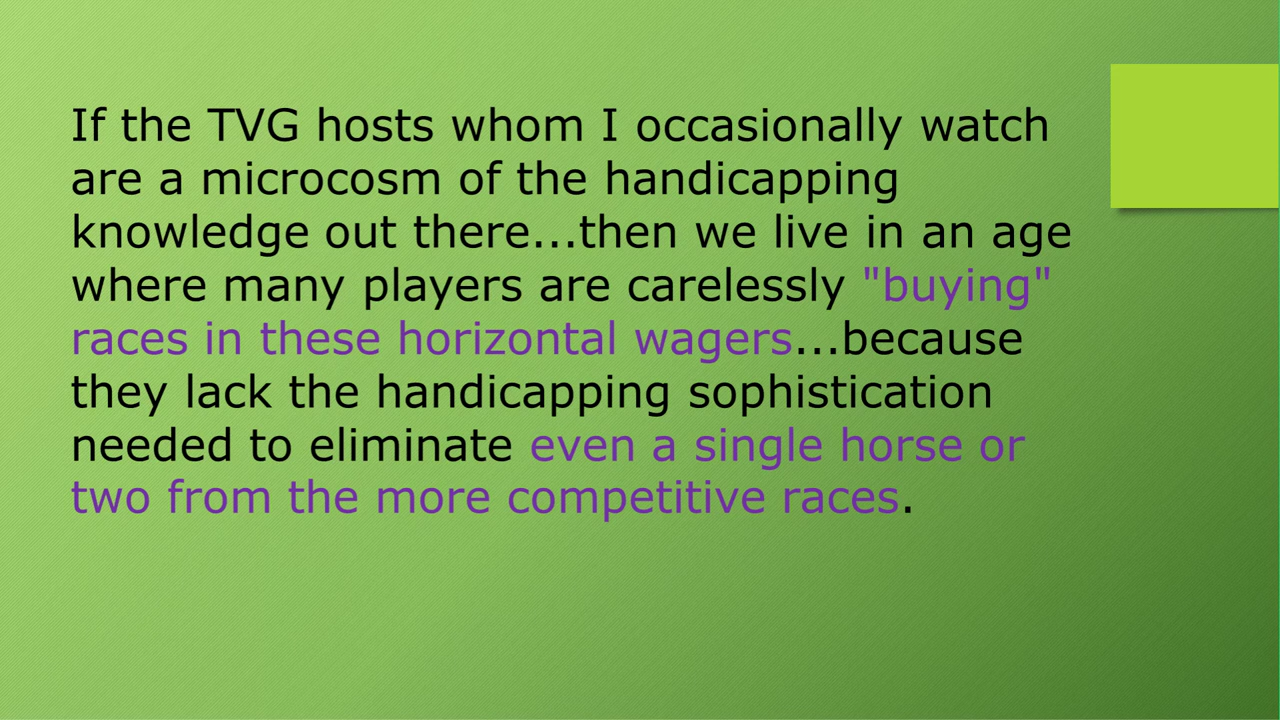 If the TVG hosts whom I occasionally watch
are a microcosm of the handicapping
knowledge out there...then we live in an age
where many players are carelessly "buying"
races in these horizontal wagers...because
they lack the handicapping sophistication
needed to eliminate even a single horse or
two from the more competitive races.